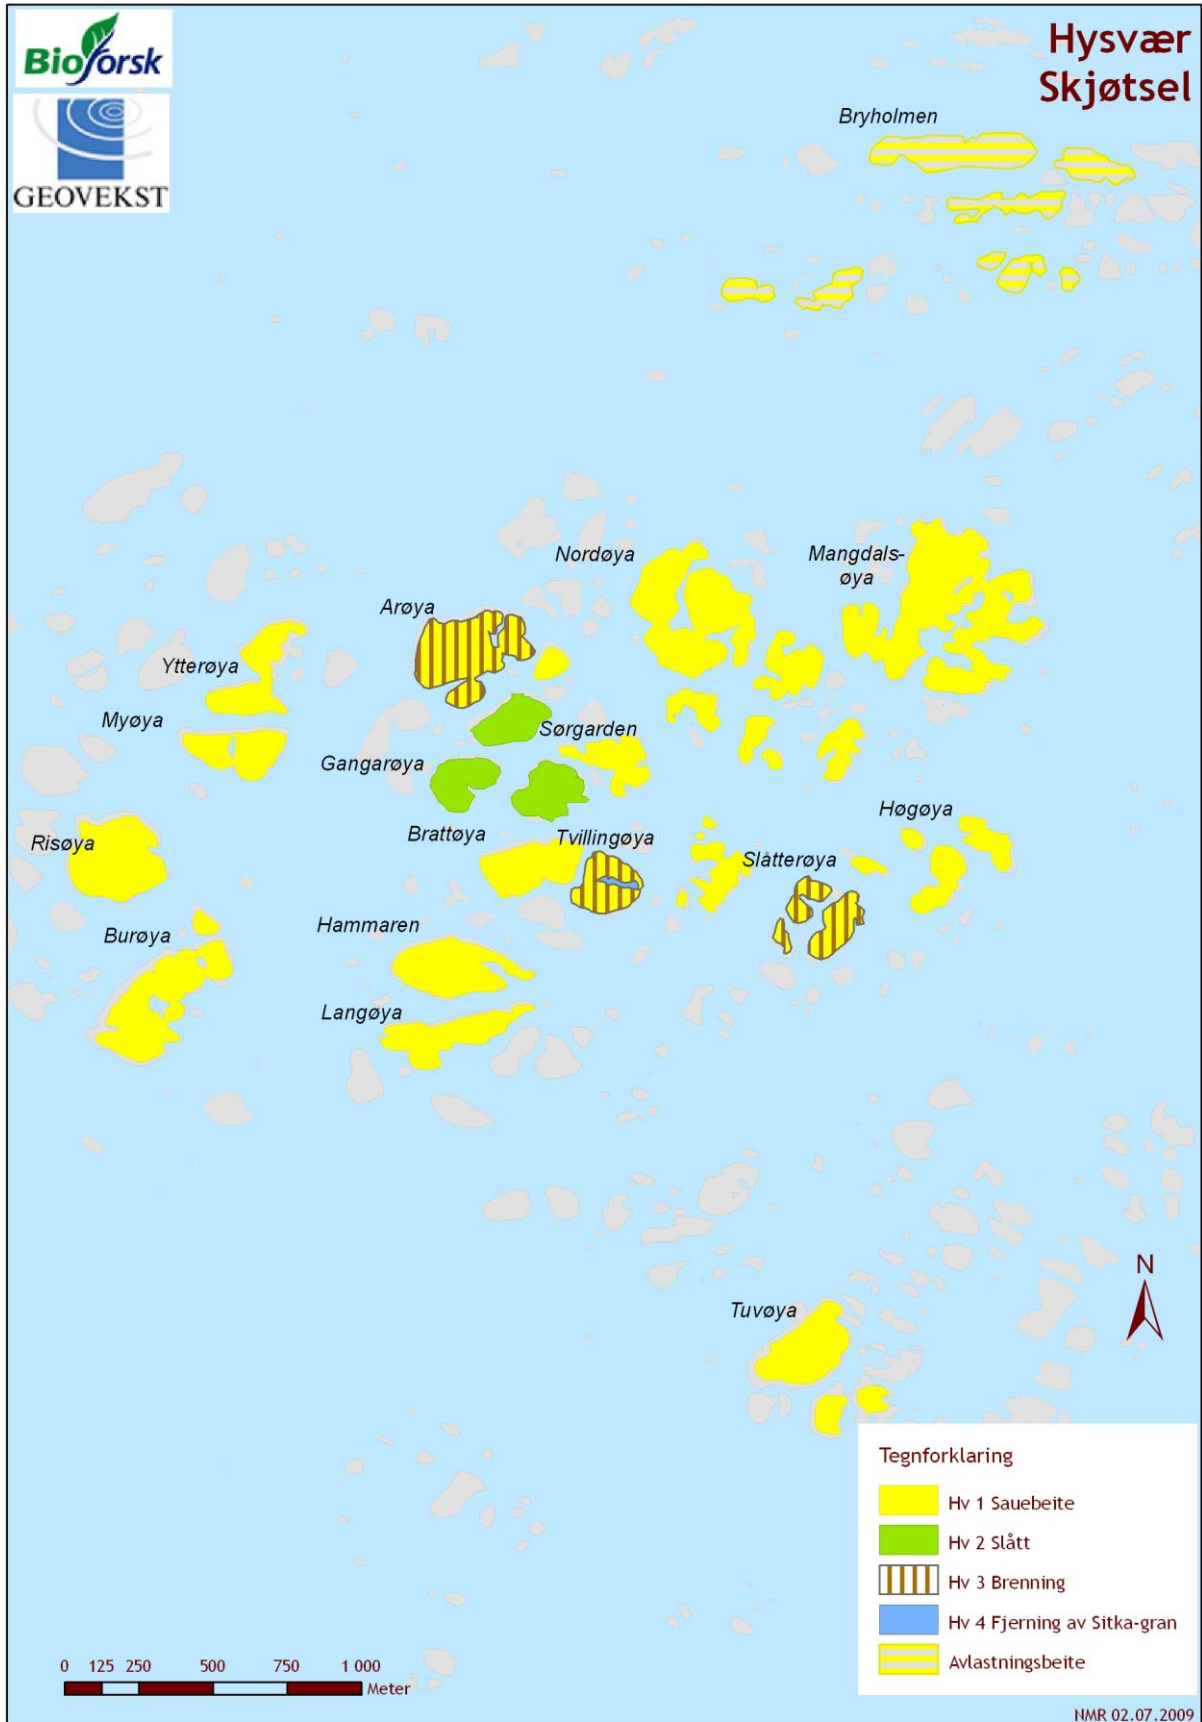 Bioforsk
GEOVEKST
Hysvær
Skjøtsel
Bryholmen
Nordøya
Mangdals-
øya
Arøya
Ytterøya
Myøya
Sørgarden
Gangarøya
Høgøya
Brattøya
Tvillingøya
Risøya
Slåtterøya
Hammaren
Burøya
Langøya
N
Tuvøya
Tegnforklaring
Hv 1 Sauebeite
Hv 2 Slått
Hv 3 Brenning
Hv 4 Fjerning av Sitka-gran
Avlastningsbeite
0 125 250 500 750 1 000
Meter
NMR 02.07.2009